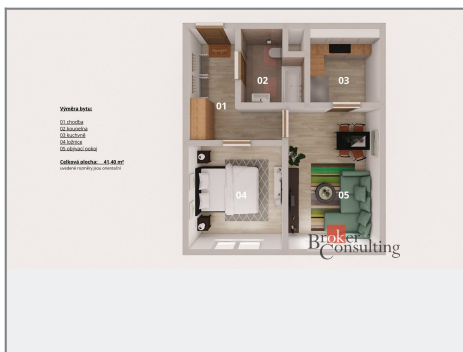 Výměra bytu:
01 chodba
02 koupelna
03 kuchyně
04 ložnice
05 obývací pokoj
Celková plocha: 41,40 m²
uvedené rozměry jsou orientační
01
02
03
04
05
Broker
Consulting